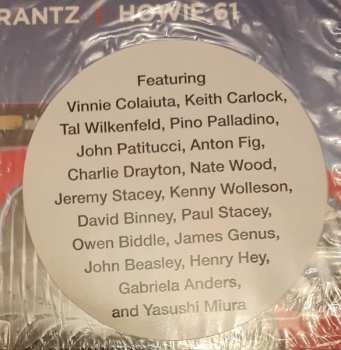 RANTZ | HOWIE 61
Featuring
Vinnie Colaiuta, Keith Carlock,
Tal Wilkenfeld, Pino Palladino,
John Patitucci, Anton Fig,
Charlie Drayton, Nate Wood,
Jeremy Stacey, Kenny Wolleson,
David Binney, Paul Stacey,
Owen Biddle, James Genus,
John Beasley, Henry Hey,
Gabriela Anders,
and Yasushi Miura